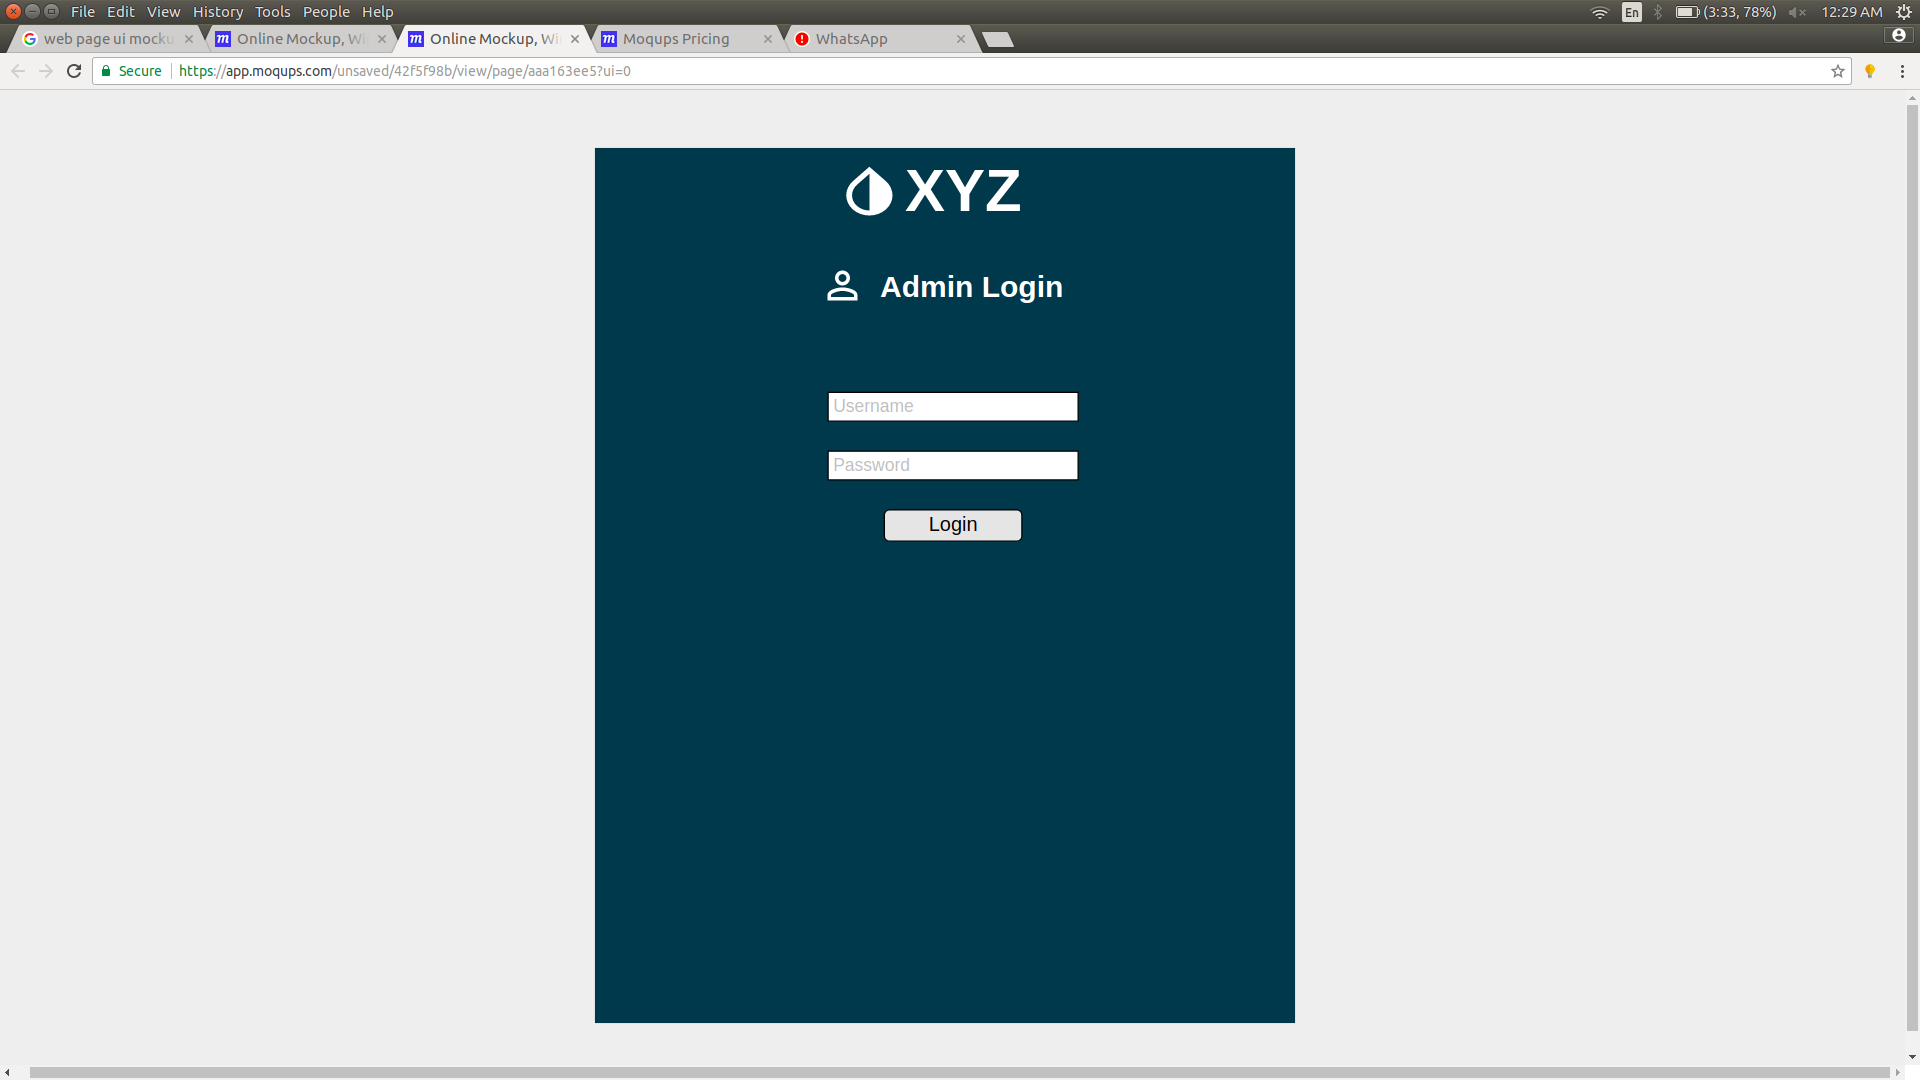 File Edit View History Tools People Help
En (3:33, 78%) 12:29 AM
web page ui mocku Online Mockup, Wi Online Mockup, Wi Moqups Pricing WhatsApp
Secure https://app.moqups.com/unsaved/42f5f98b/view/page/aaa163ee5?ui=0
XYZ
Admin Login
Username
Password
Login